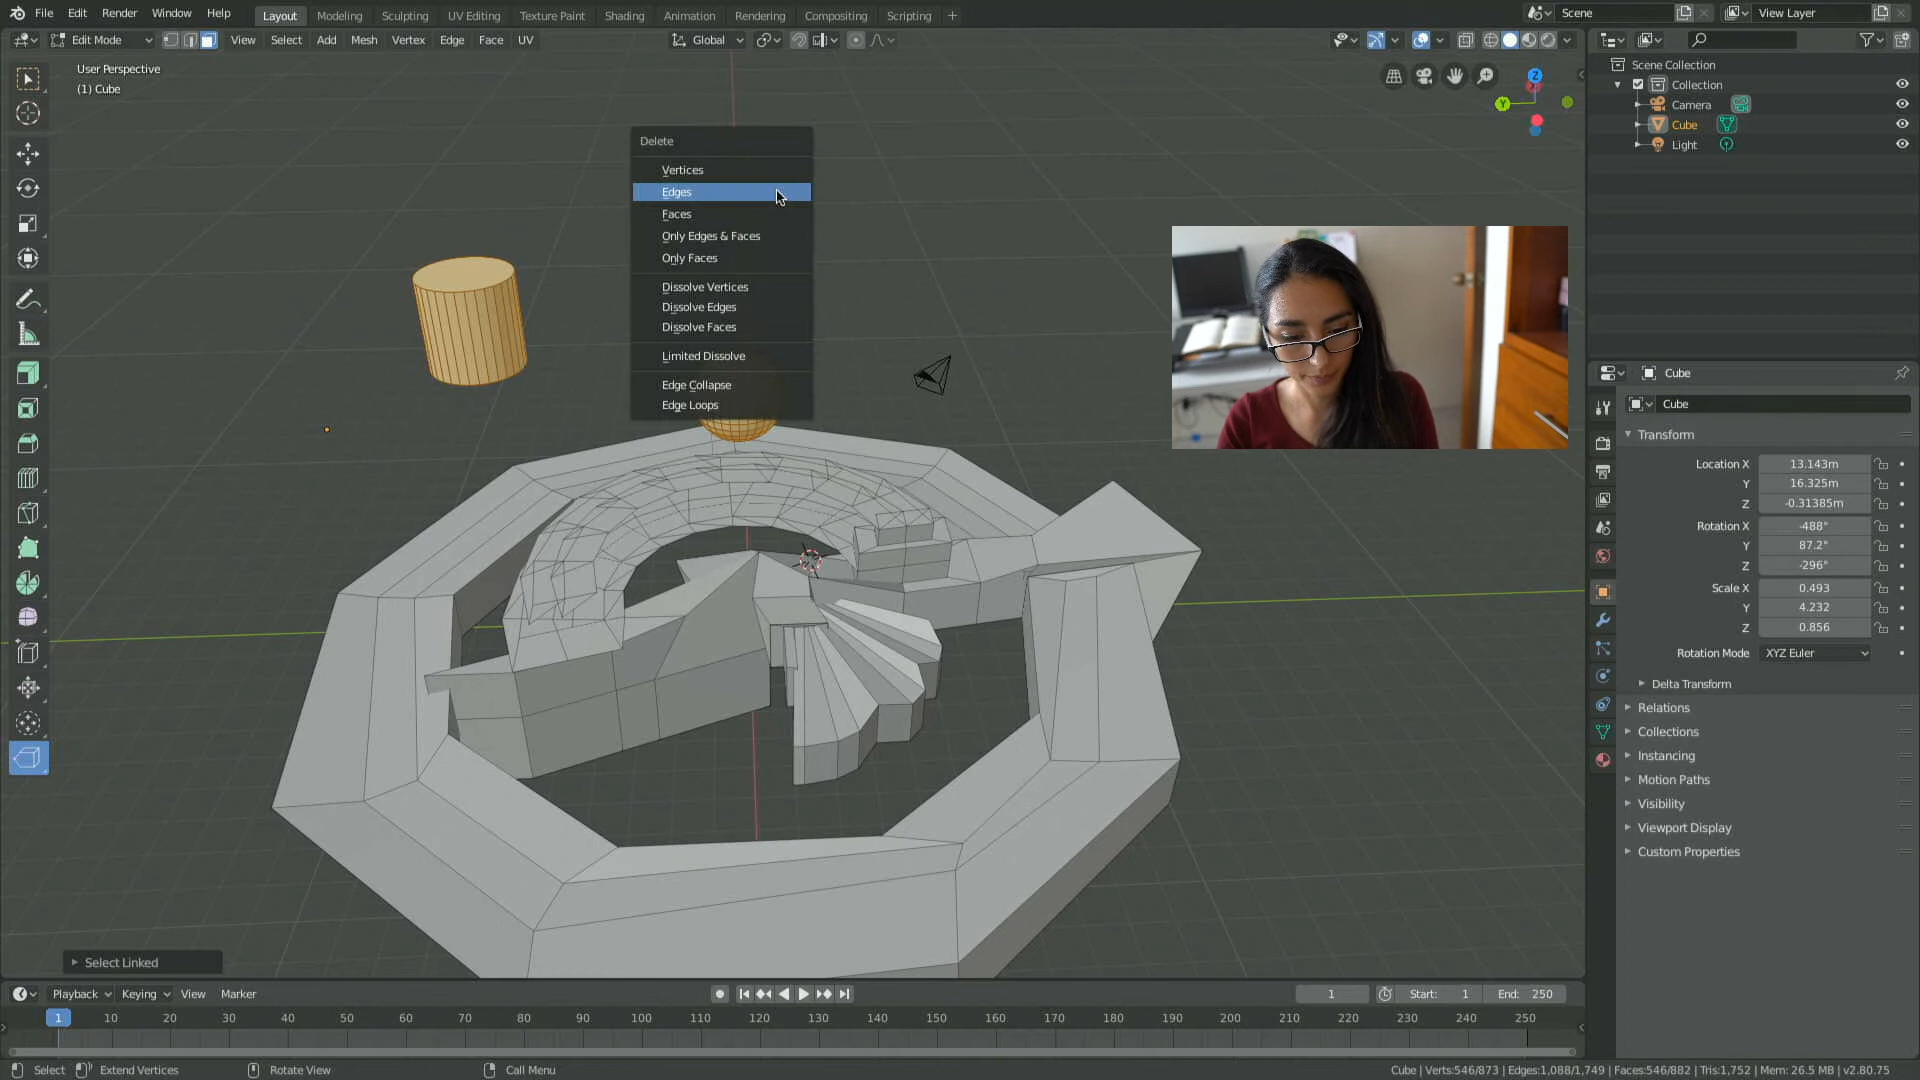 File Edit Render Window Help
Layout Modeling Sculpting UV Editing Texture Paint Shading Animation Rendering Compositing Scripting +
Scene
View Layer
Edit Mode
View Select Add Mesh Vertex Edge Face UV
Global
User Perspective
(1) Cube
Z
Y
Delete
Vertices
Edges
Faces
Only Edges & Faces
Only Faces
Dissolve Vertices
Dissolve Edges
Dissolve Faces
Limited Dissolve
Edge Collapse
Edge Loops
Select Linked
Scene Collection
Collection
Camera
Cube
Light
Cube
Cube
Transform
Location X 13.143m
Y 16.325m
Z -0.31385m
Rotation X -488°
Y 87.2°
Z -296°
Scale X 0.493
Y 4.232
Z 0.856
Rotation Mode XYZ Euler
Delta Transform
Relations
Collections
Instancing
Motion Paths
Visibility
Viewport Display
Custom Properties
Playback Keying View Marker
1 Start: 1 End: 250
1 10 20 30 40 50 60 70 80 90 100 110 120 130 140 150 160 170 180 190 200 210 220 230 240 250
Select Extend Vertices Rotate View Call Menu
Cube | Verts:546/873 | Edges:1,088/1,749 | Faces:546/882 | Tris:1,752 | Mem: 26.5 MB | v2.80.75